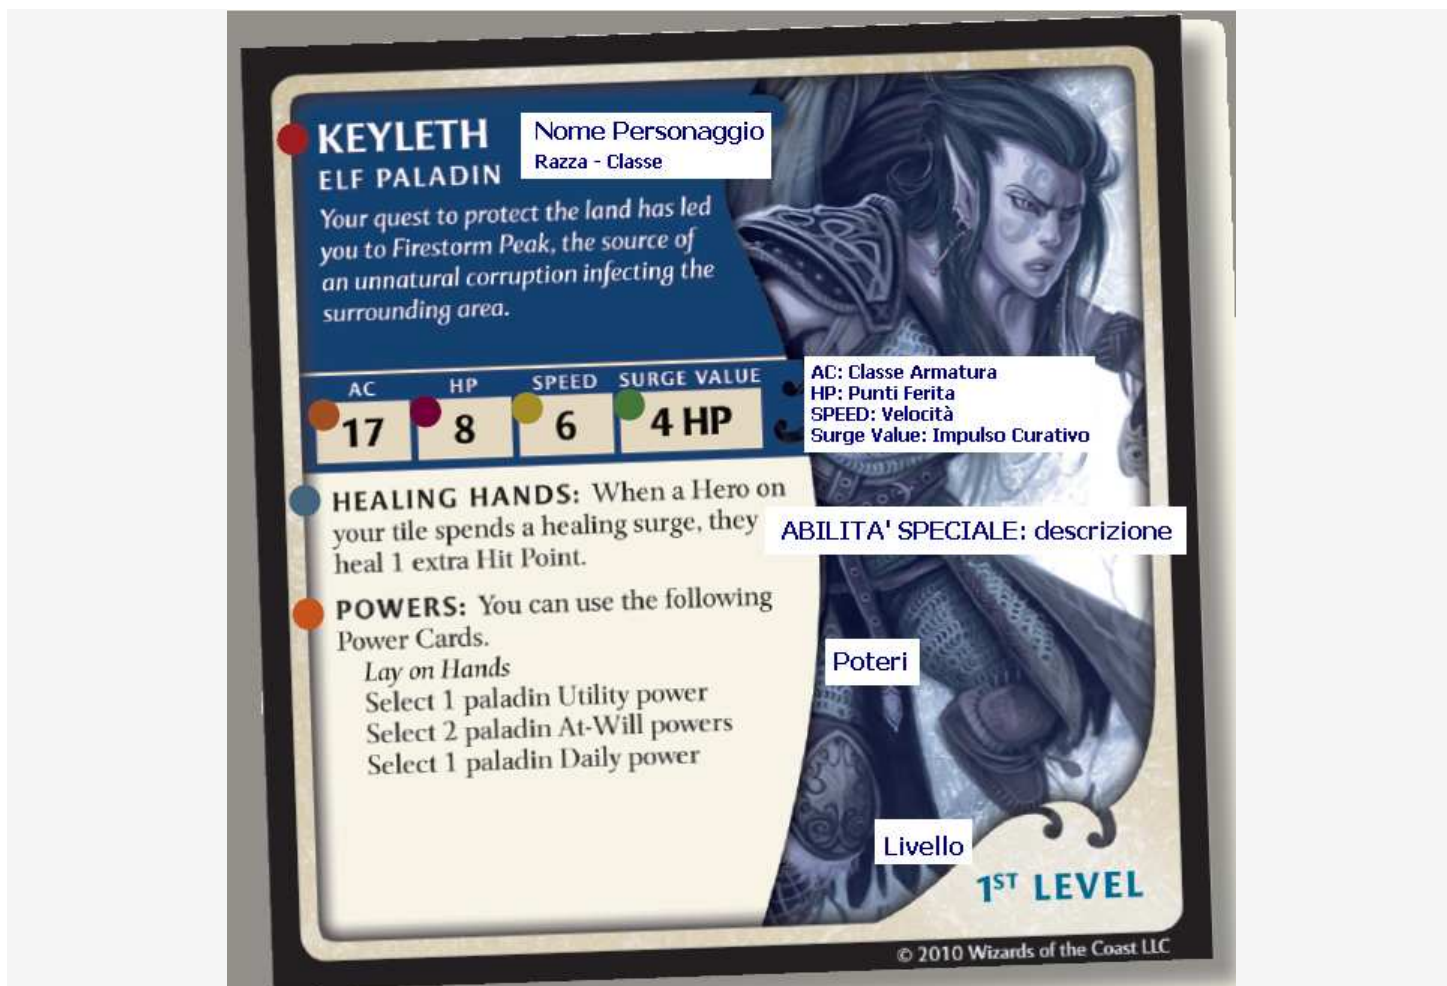 KEYLETH
Nome Personaggio
ELF PALADIN
Razza - Classe
Your quest to protect the land has led
you to Firestorm Peak, the source of
an unnatural corruption infecting the
surrounding area.
AC HP SPEED SURGE VALUE
17 8 6 4 HP
AC: Classe Armatura
HP: Punti Ferita
SPEED: Velocità
Surge Value: Impulso Curativo
HEALING HANDS: When a Hero on
your tile spends a healing surge, they
heal 1 extra Hit Point.
ABILITA' SPECIALE: descrizione
POWERS: You can use the following
Power Cards.
Lay on Hands
Select 1 paladin Utility power
Select 2 paladin At-Will powers
Select 1 paladin Daily power
Poteri
Livello
1ST LEVEL
© 2010 Wizards of the Coast LLC